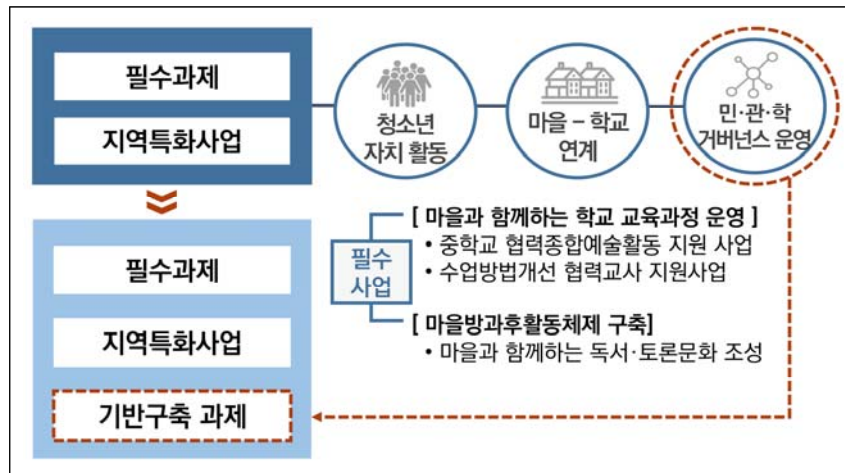 필수과제
지역특화사업
청소년
자치 활동
마을 – 학교
연계
민·관·학
거버넌스 운영
필수
사업
[ 마을과 함께하는 학교 교육과정 운영 ]
• 중학교 협력종합예술활동 지원 사업
• 수업방법개선 협력교사 지원사업
[ 마을방과후활동체제 구축]
• 마을과 함께하는 독서·토론문화 조성
필수과제
지역특화사업
기반구축 과제